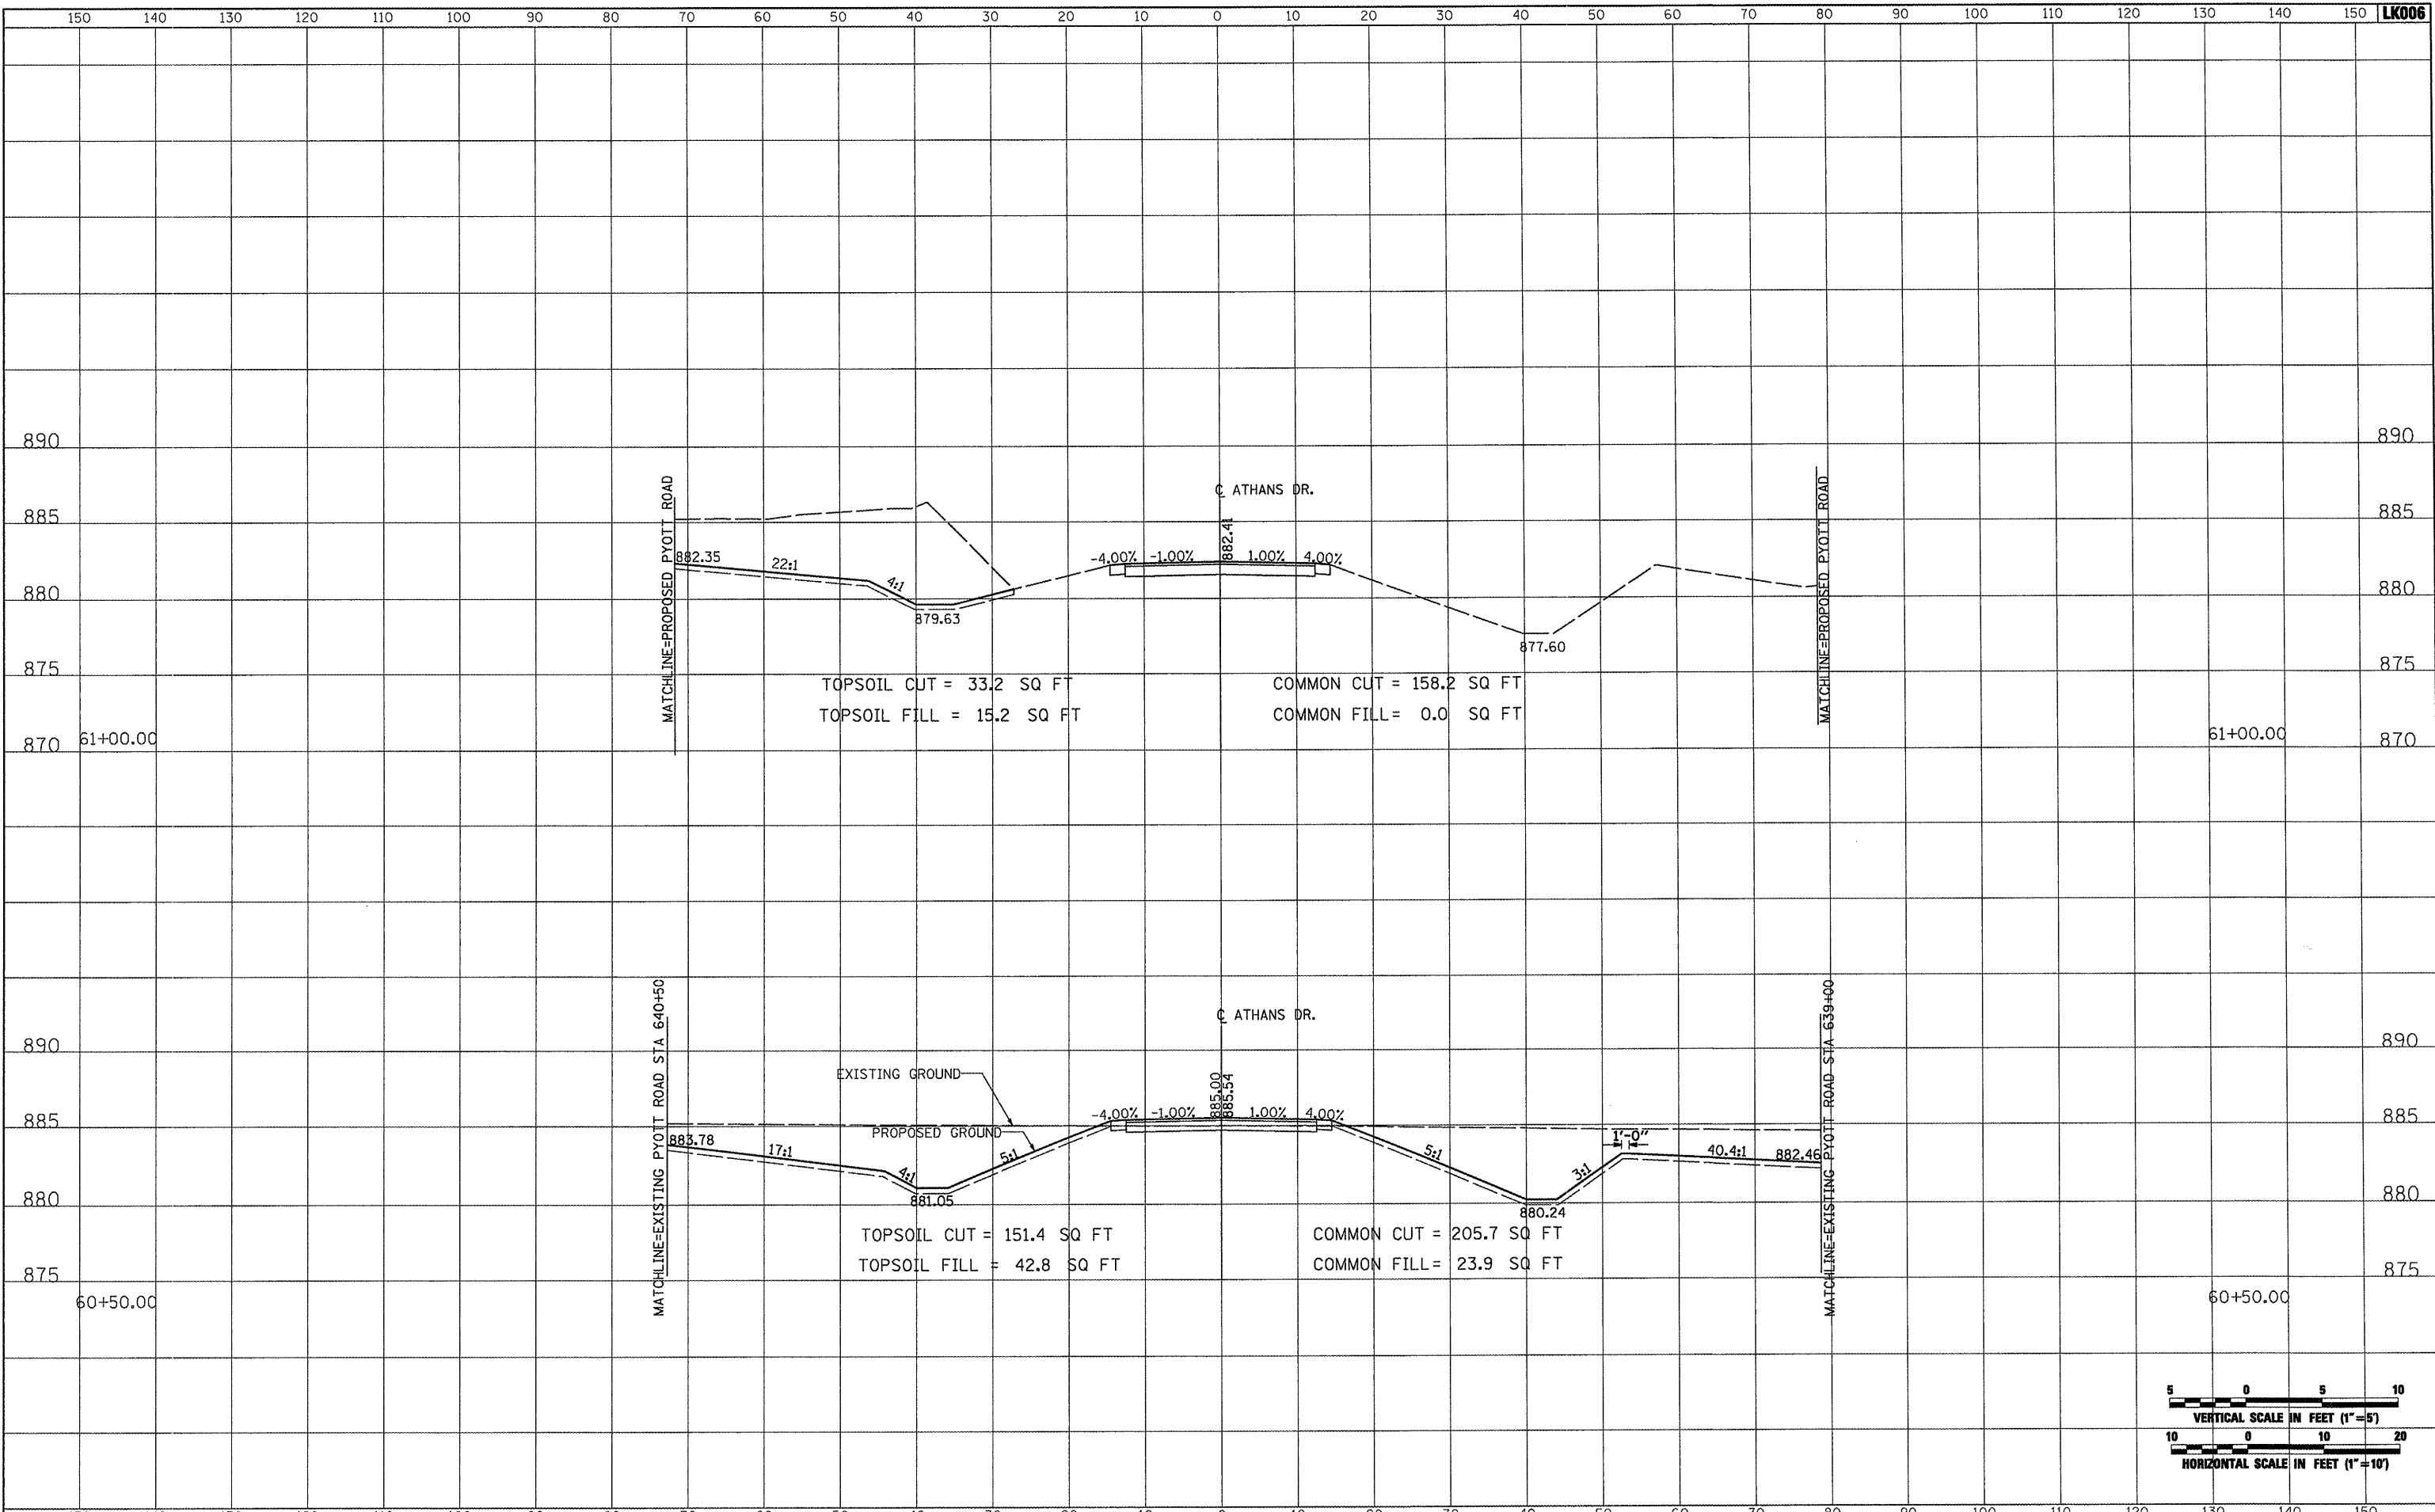 150 140 130 120 110 100 90 80 70 60 50 40 30 20 10 0 10 20 30 40 50 60 70 80 90 100 110 120 130 140 150 LK006
890 890
MATCHLINE=PROPOSED PYOTT ROAD
MATCHLINE=PROPOSED PYOTT ROAD
℄ ATHANS DR.
885 885
882.41
882.35 22:1 4:1 -4.00% -1.00% 1.00% 4.00%
880 880
879.63
877.60
875 875
TOPSOIL CUT = 33.2 SQ FT COMMON CUT = 158.2 SQ FT
TOPSOIL FILL = 15.2 SQ FT COMMON FILL= 0.0 SQ FT
870 61+00.00 61+00.00 870
MATCHLINE=EXISTING PYOTT ROAD STA 640+50
MATCHLINE=EXISTING PYOTT ROAD STA 639+00
℄ ATHANS DR.
890 890
EXISTING GROUND
885.00
885.54
-4.00% -1.00% 1.00% 4.00%
885 885
PROPOSED GROUND
1'-0"
883.78 17:1 4:1 5:1 5:1 3:1 40.4:1 882.46
880 880
881.05
880.24
TOPSOIL CUT = 151.4 SQ FT COMMON CUT = 205.7 SQ FT
TOPSOIL FILL = 42.8 SQ FT COMMON FILL= 23.9 SQ FT
875 875
60+50.00 60+50.00
5 0 5 10
VERTICAL SCALE IN FEET (1"=5')
10 0 10 20
HORIZONTAL SCALE IN FEET (1"=10')